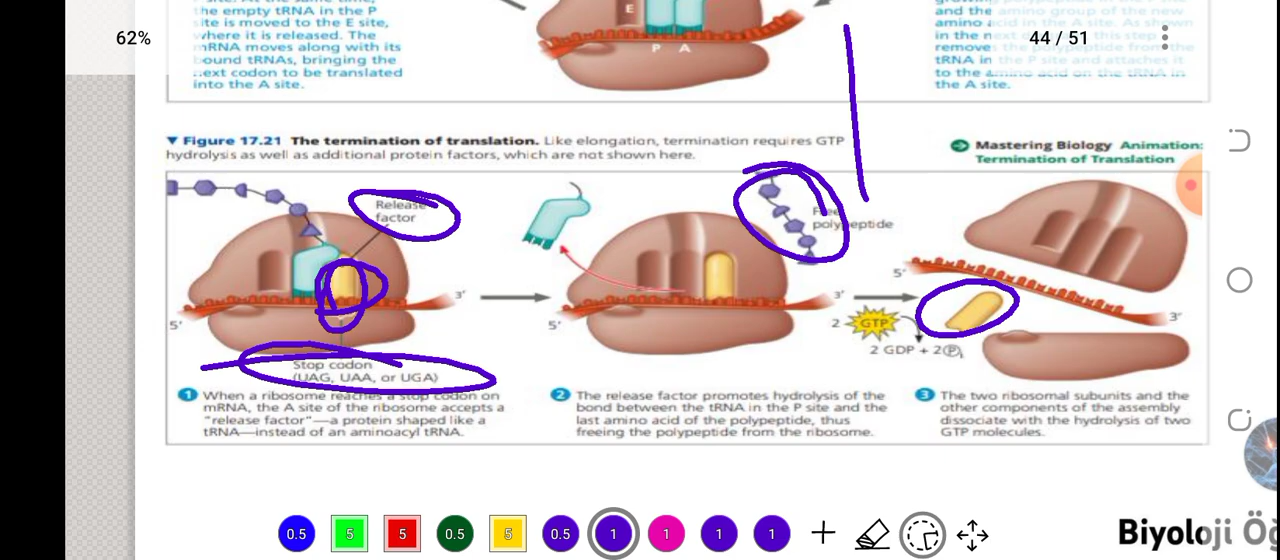 62%
44 / 51
the empty tRNA in the P
site is moved to the E site,
where it is released. The
mRNA moves along with its
bound tRNAs, bringing the
next codon to be translated
into the A site.
E
P A
and the amino group of the new
amino acid in the A site. As shown
in the next this step
remove the polypeptide from the
tRNA in the P site and attaches it
to the amino acid on the tRNA in
the A site.
▼ Figure 17.21 The termination of translation. Like elongation, termination requires GTP
hydrolysis as well as additional protein factors, which are not shown here.
Mastering Biology Animation:
Termination of Translation
Release
factor
3'
5'
Stop codon
(UAG, UAA, or UGA)
Free
polypeptide
3'
5'
2 GTP
2 GDP + 2 Pi
5'
3'
1 When a ribosome reaches a stop codon on
mRNA, the A site of the ribosome accepts a
"release factor"—a protein shaped like a
tRNA—instead of an aminoacyl tRNA.
2 The release factor promotes hydrolysis of the
bond between the tRNA in the P site and the
last amino acid of the polypeptide, thus
freeing the polypeptide from the ribosome.
3 The two ribosomal subunits and the
other components of the assembly
dissociate with the hydrolysis of two
GTP molecules.
0.5 5 5 0.5 5 0.5 1 1 1 1
Biyoloji Öğ